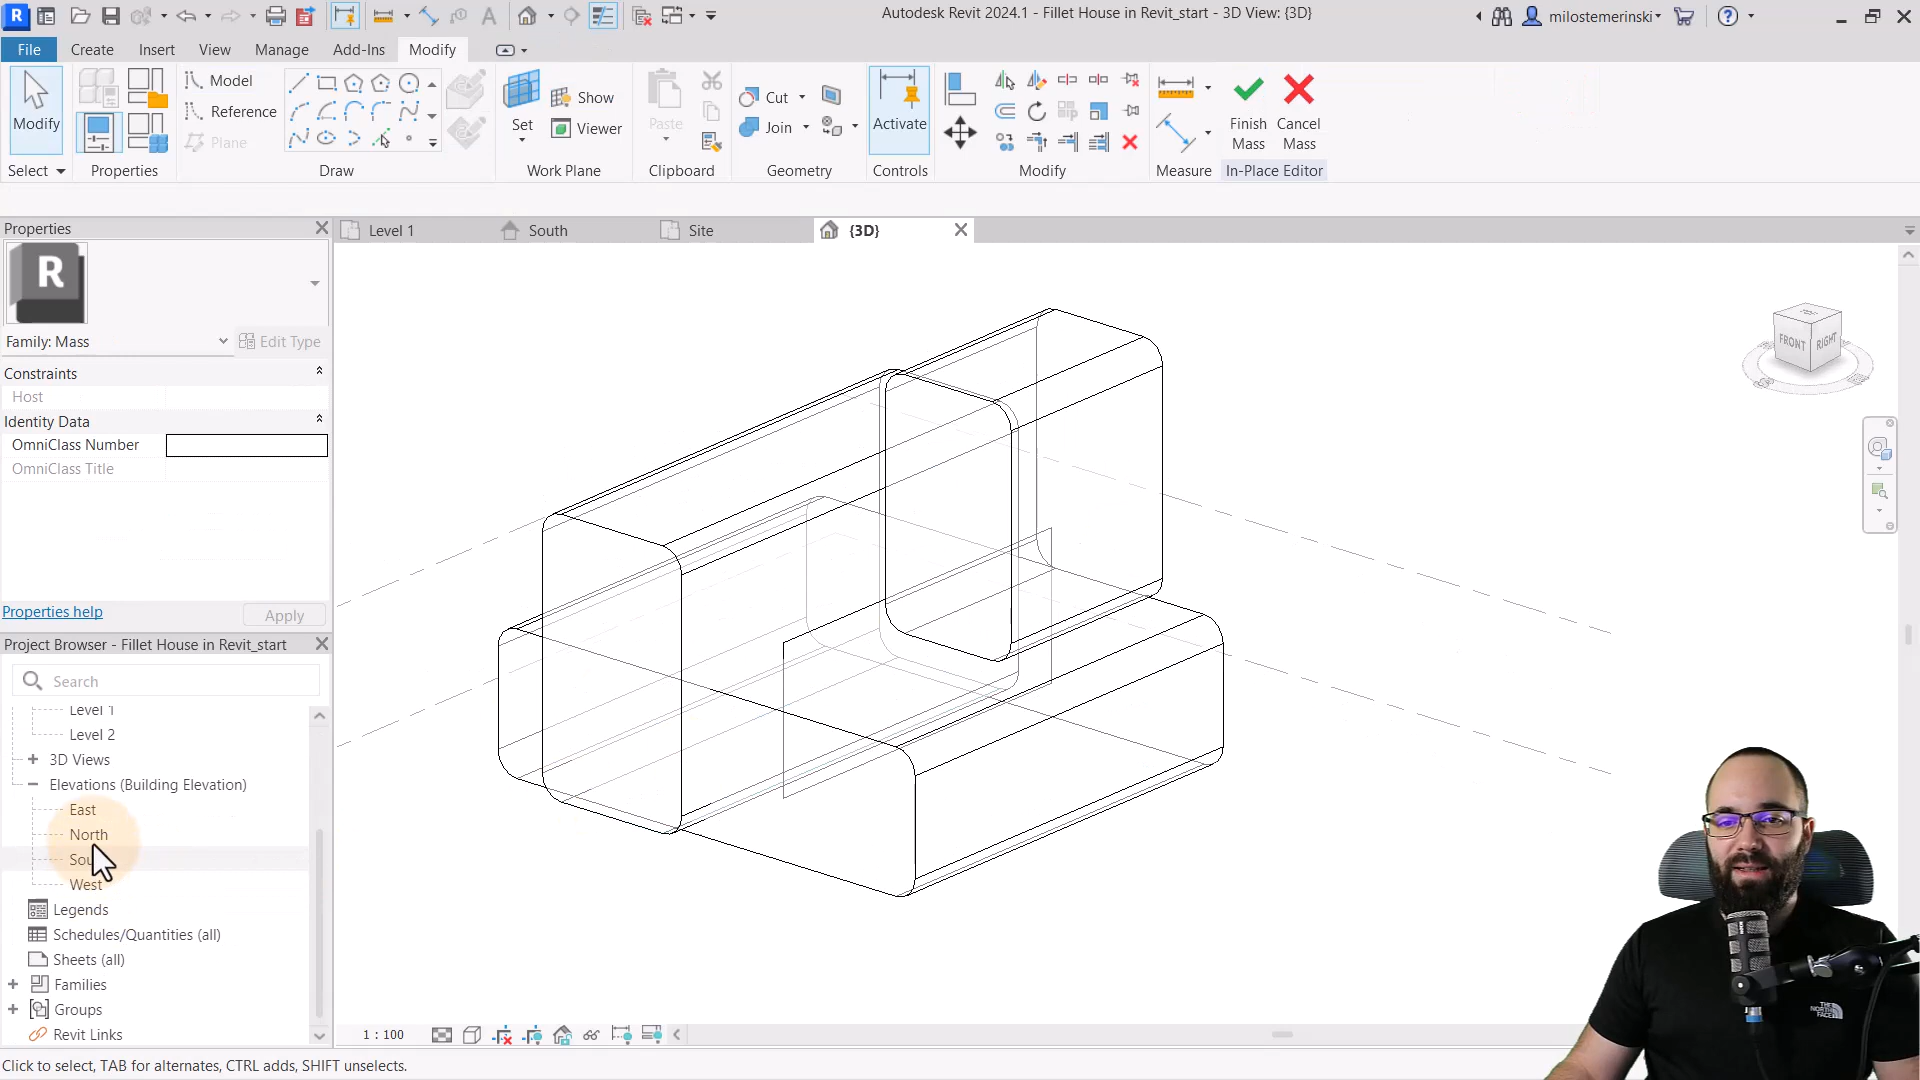 R
Autodesk Revit 2024.1 - Fillet House in Revit_start - 3D View: {3D}
milostemerinski
File
Create
Insert
View
Manage
Add-Ins
Modify
Modify
Model
Reference
Plane
Set
Show
Viewer
Paste
Cut
Join
Activate
Finish
Mass
Cancel
Mass
Select
Properties
Draw
Work Plane
Clipboard
Geometry
Controls
Modify
Measure
In-Place Editor
Properties
Level 1
South
Site
{3D}
R
Family: Mass
Edit Type
Constraints
Host
Identity Data
OmniClass Number
OmniClass Title
Properties help
Apply
FRONT
RIGHT
Project Browser - Fillet House in Revit_start
Search
Level 1
Level 2
3D Views
Elevations (Building Elevation)
East
North
West
Legends
Schedules/Quantities (all)
Sheets (all)
Families
Groups
Revit Links
THE NORTH FACE
1 : 100
Click to select, TAB for alternates, CTRL adds, SHIFT unselects.